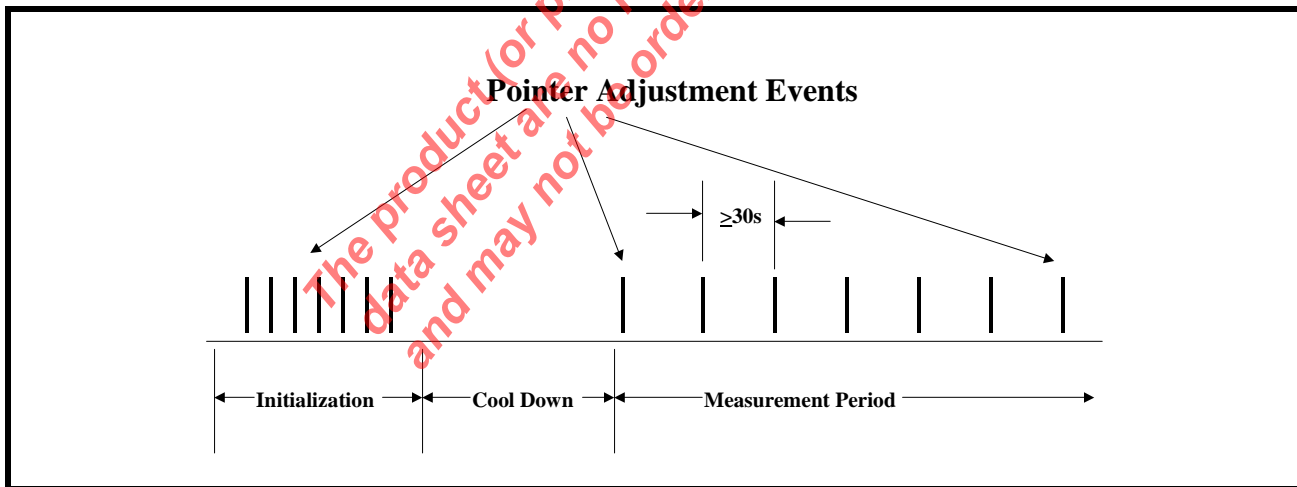 Pointer Adjustment Events
The product (or p
data sheet are no
and may not be orde
≥30s
Initialization
Cool Down
Measurement Period